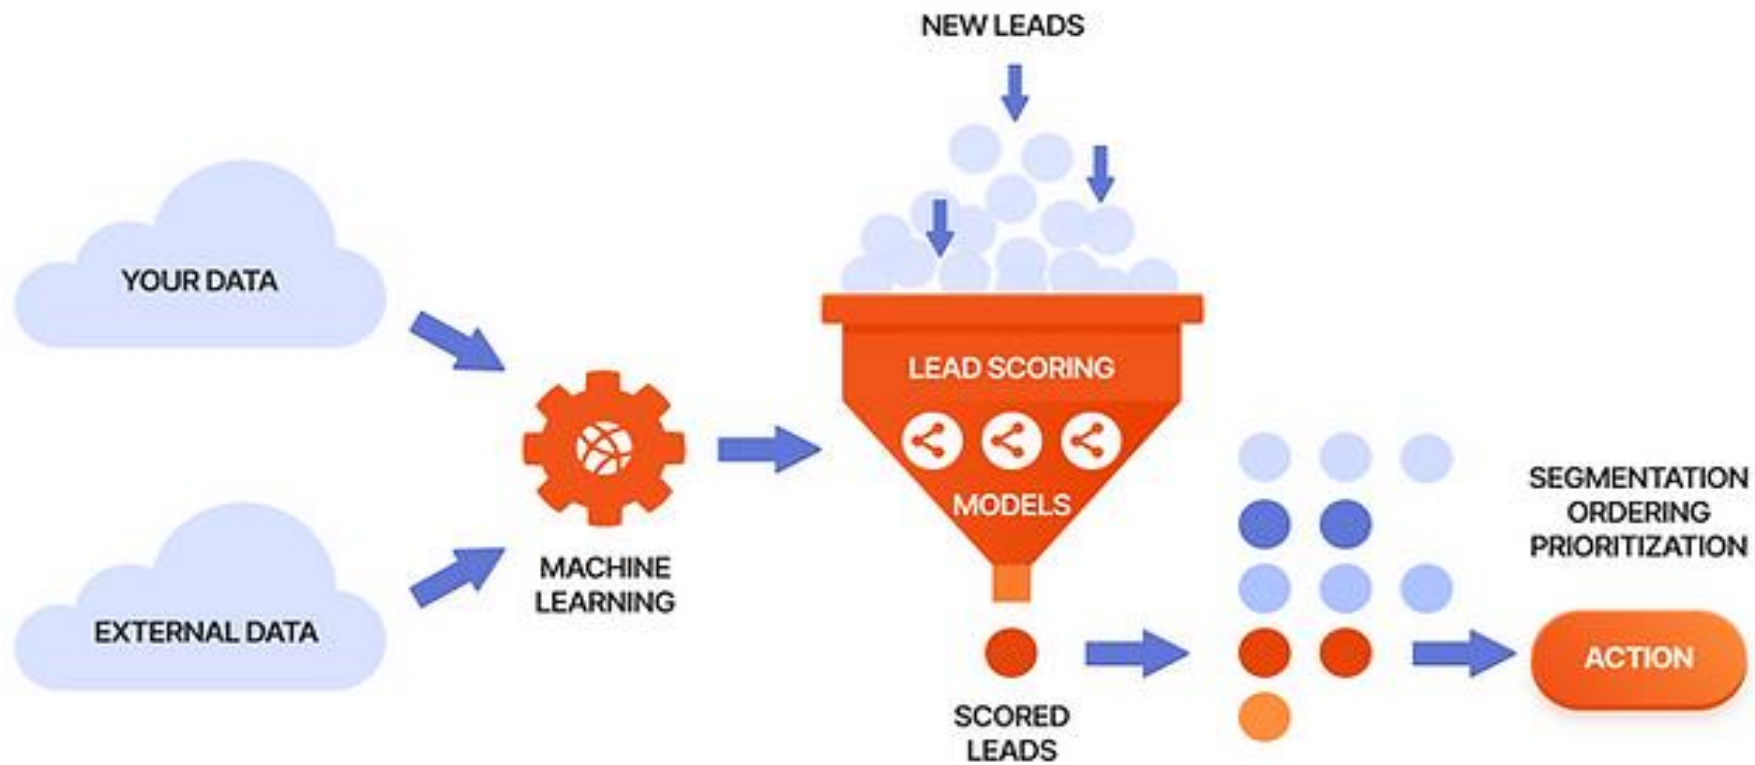 NEW LEADS
YOUR DATA
EXTERNAL DATA
MACHINE
LEARNING
LEAD SCORING
MODELS
SCORED
LEADS
SEGMENTATION
ORDERING
PRIORITIZATION
ACTION